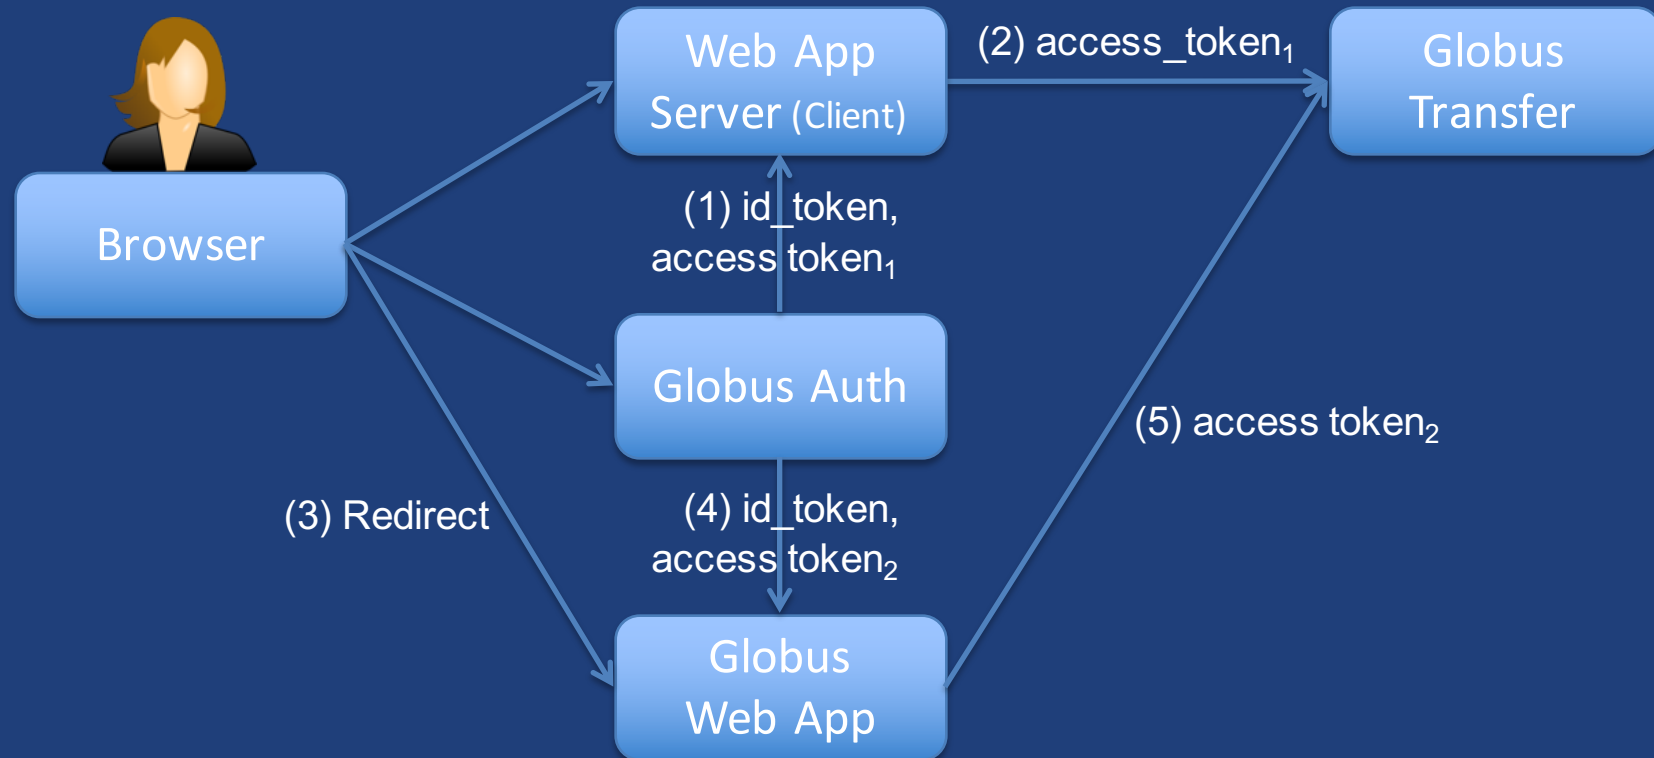 Web App
Server (Client)
(2) access_token₁
Globus
Transfer
Browser
(1) id_token,
access token₁
Globus Auth
(5) access token₂
(3) Redirect
(4) id_token,
access token₂
Globus
Web App